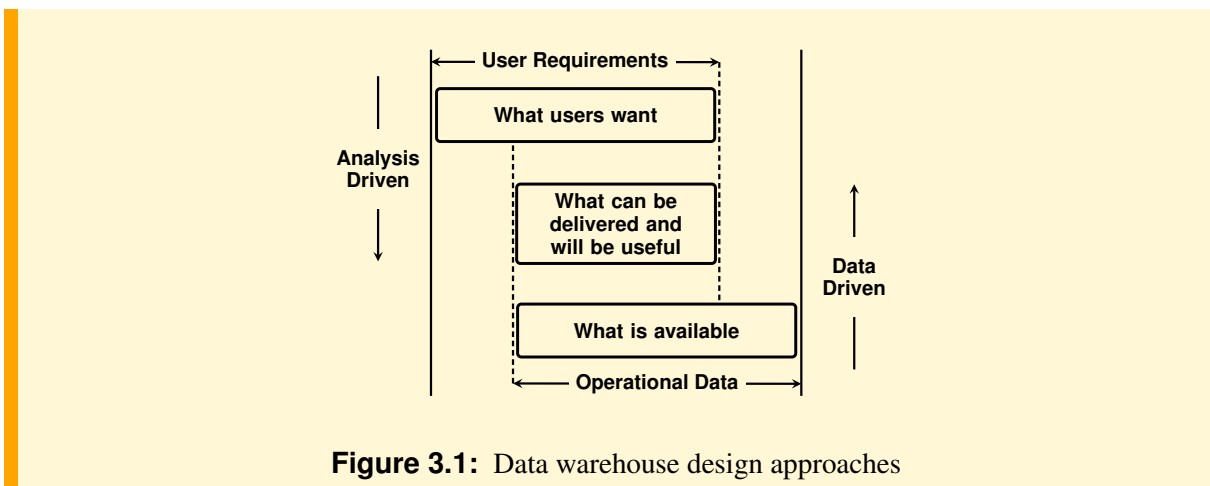 User Requirements
What users want
Analysis
Driven
What can be
delivered and
will be useful
Data
Driven
What is available
Operational Data
Figure 3.1: Data warehouse design approaches